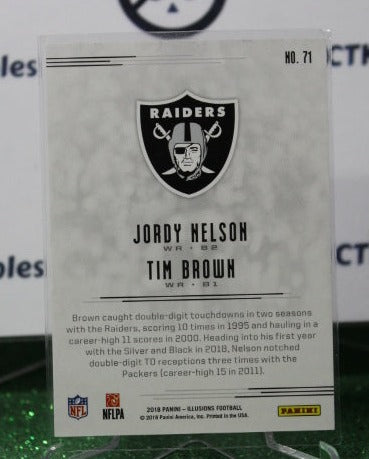 NO. 71
RAIDERS
JORDY NELSON
WR • 82
TIM BROWN
WR • 81
Brown caught double-digit touchdowns in two seasons
with the Raiders, scoring 10 times in 1995 and hauling in a
career-high 11 scores in 2000. Heading into his first year
with the Silver and Black in 2018, Nelson notched
double-digit TD receptions three times with the
Packers (career-high 15 in 2011).
NFL
NFLPA
2018 PANINI – ILLUSIONS FOOTBALL
© 2018 Panini America, Inc. Printed in the USA.
PANINI